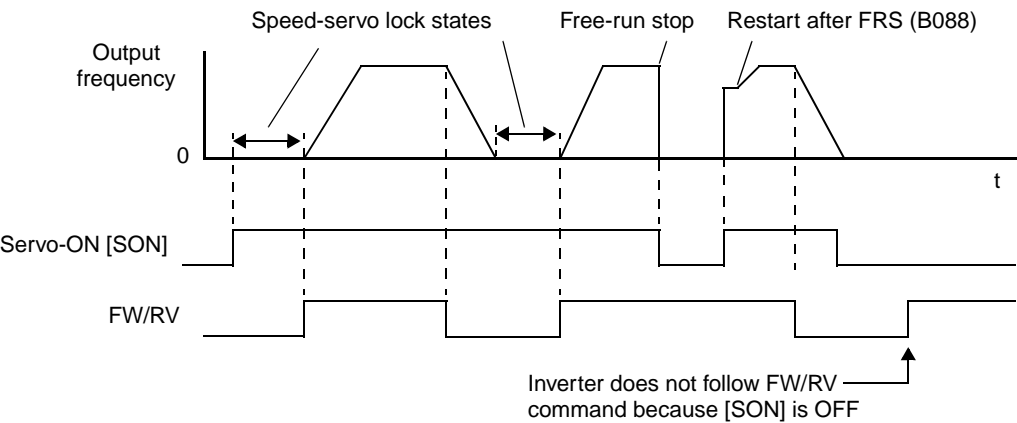 Speed-servo lock states
Free-run stop
Restart after FRS (B088)
Output
frequency
0
t
Servo-ON [SON]
FW/RV
Inverter does not follow FW/RV
command because [SON] is OFF